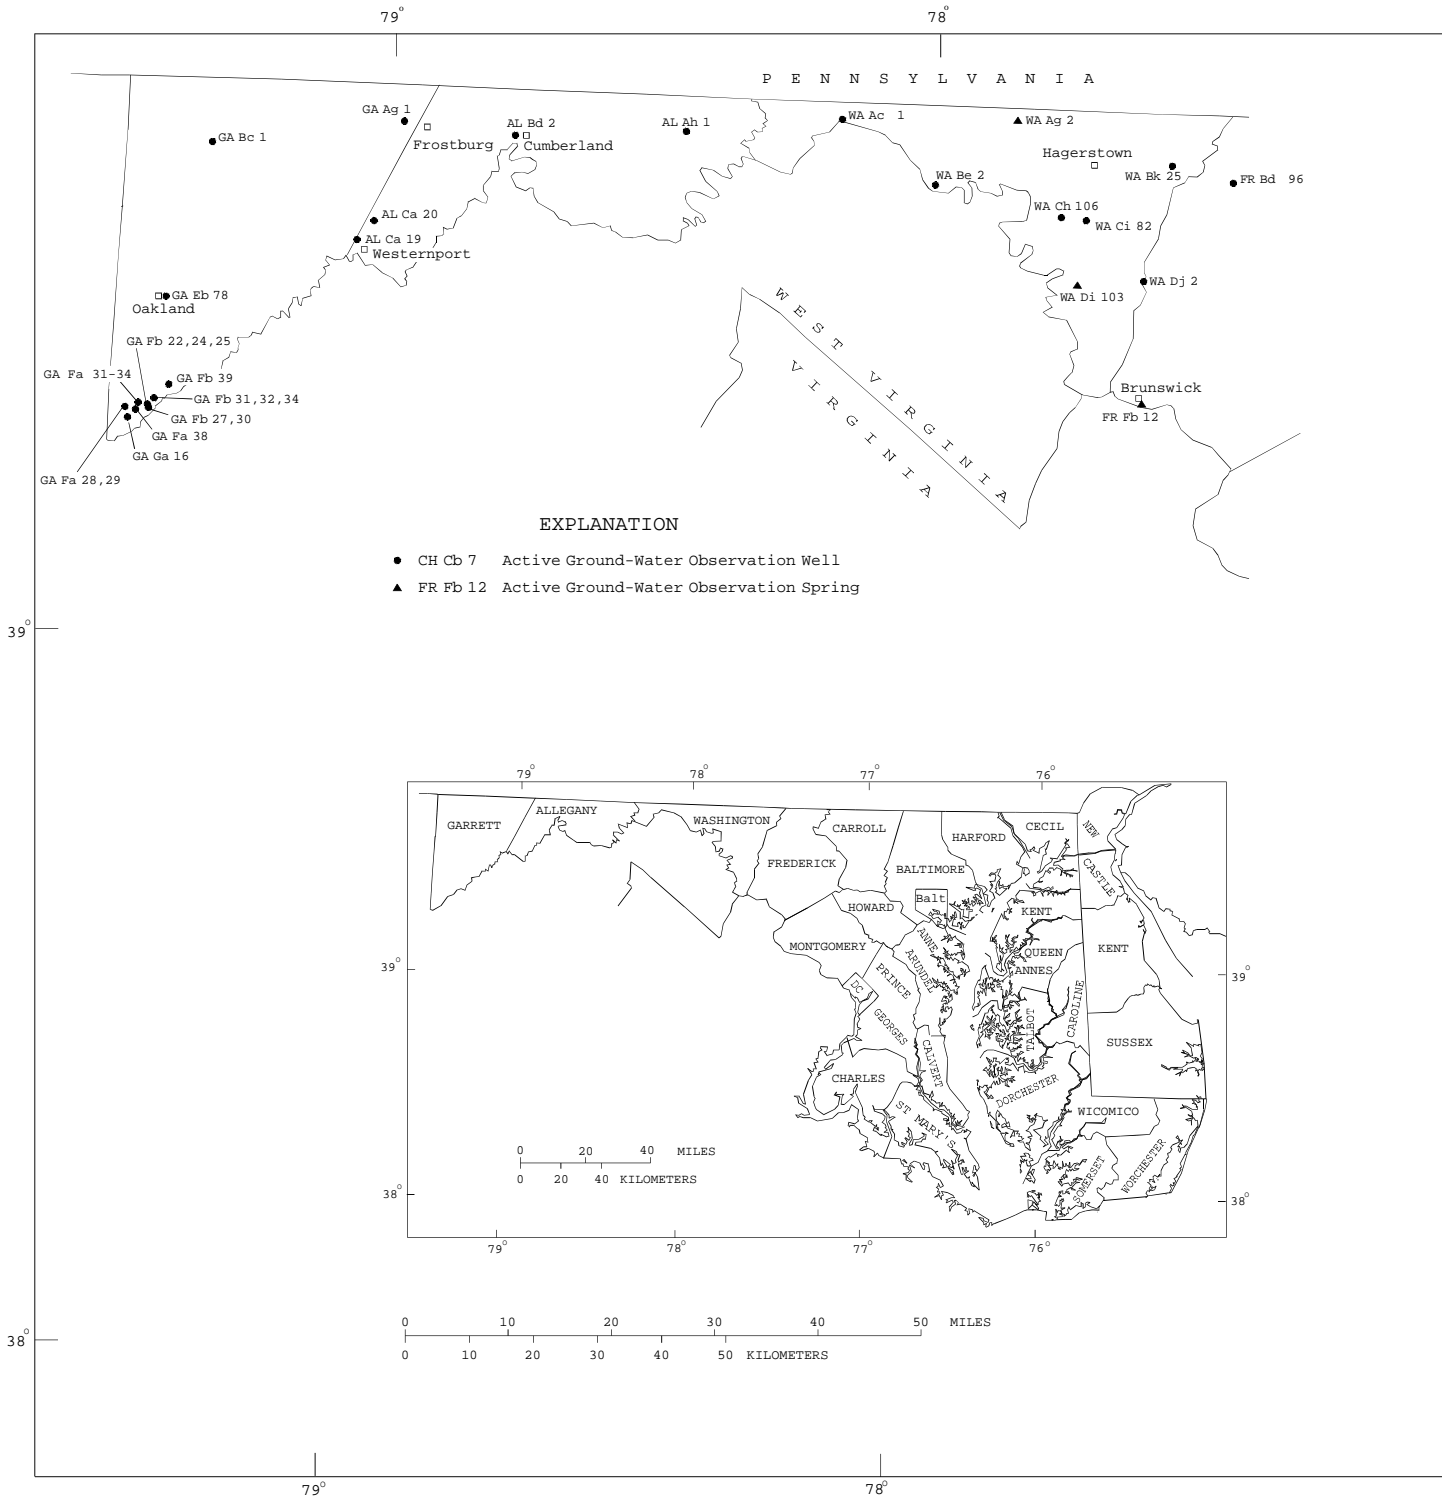 79° 78°
P E N N S Y L V A N I A
GA Ag 1
GA Bc 1
Frostburg
AL Bd 2
Cumberland
AL Ah 1
WA Ac 1
WA Ag 2
Hagerstown
WA Bk 25
FR Bd 96
WA Be 2
AL Ca 20
WA Ch 106
WA Ci 82
AL Ca 19
Westernport
WA Dj 2
WA Di 103
GA Eb 78
Oakland
GA Fb 22,24,25
GA Fa 31-34
GA Fb 39
GA Fb 31,32,34
GA Fb 27,30
GA Fa 38
GA Ga 16
GA Fa 28,29
W E S T V I R G I N I A
V I R G I N I A
Brunswick
FR Fb 12
EXPLANATION
CH Cb 7 Active Ground-Water Observation Well
FR Fb 12 Active Ground-Water Observation Spring
39°
79° 78° 77° 76°
GARRETT
ALLEGANY
WASHINGTON
FREDERICK
CARROLL
BALTIMORE
HARFORD
CECIL
NEW
CASTLE
Balt
HOWARD
KENT
MONTGOMERY
ANNE
ARUNDEL
QUEEN
ANNES
KENT
39°
39°
DC
PRINCE
GEORGES
TALBOT
CAROLINE
SUSSEX
CALVERT
CHARLES
DORCHESTER
ST MARY'S
WICOMICO
SOMERSET
WORCHESTER
0 20 40 MILES
0 20 40 KILOMETERS
38°
38°
79° 78° 77° 76°
0 10 20 30 40 50 MILES
0 10 20 30 40 50 KILOMETERS
38°
79° 78°